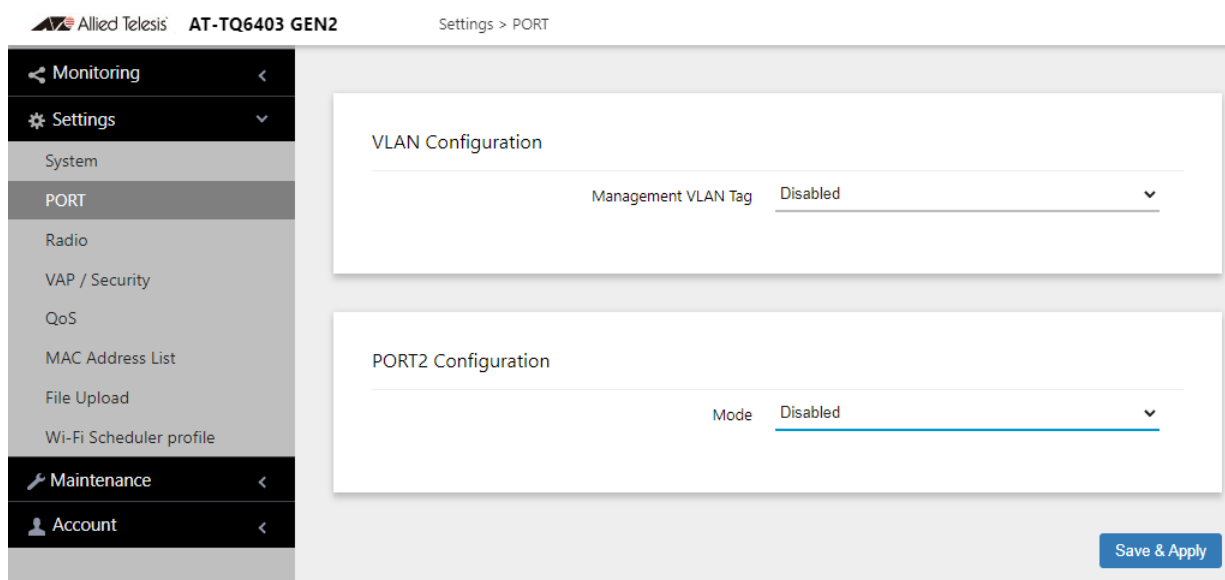 Allied Telesis AT-TQ6403 GEN2 Settings > PORT
Monitoring
Settings
System
PORT
Radio
VAP / Security
QoS
MAC Address List
File Upload
Wi-Fi Scheduler profile
Maintenance
Account
VLAN Configuration
Management VLAN Tag Disabled
PORT2 Configuration
Mode Disabled
Save & Apply